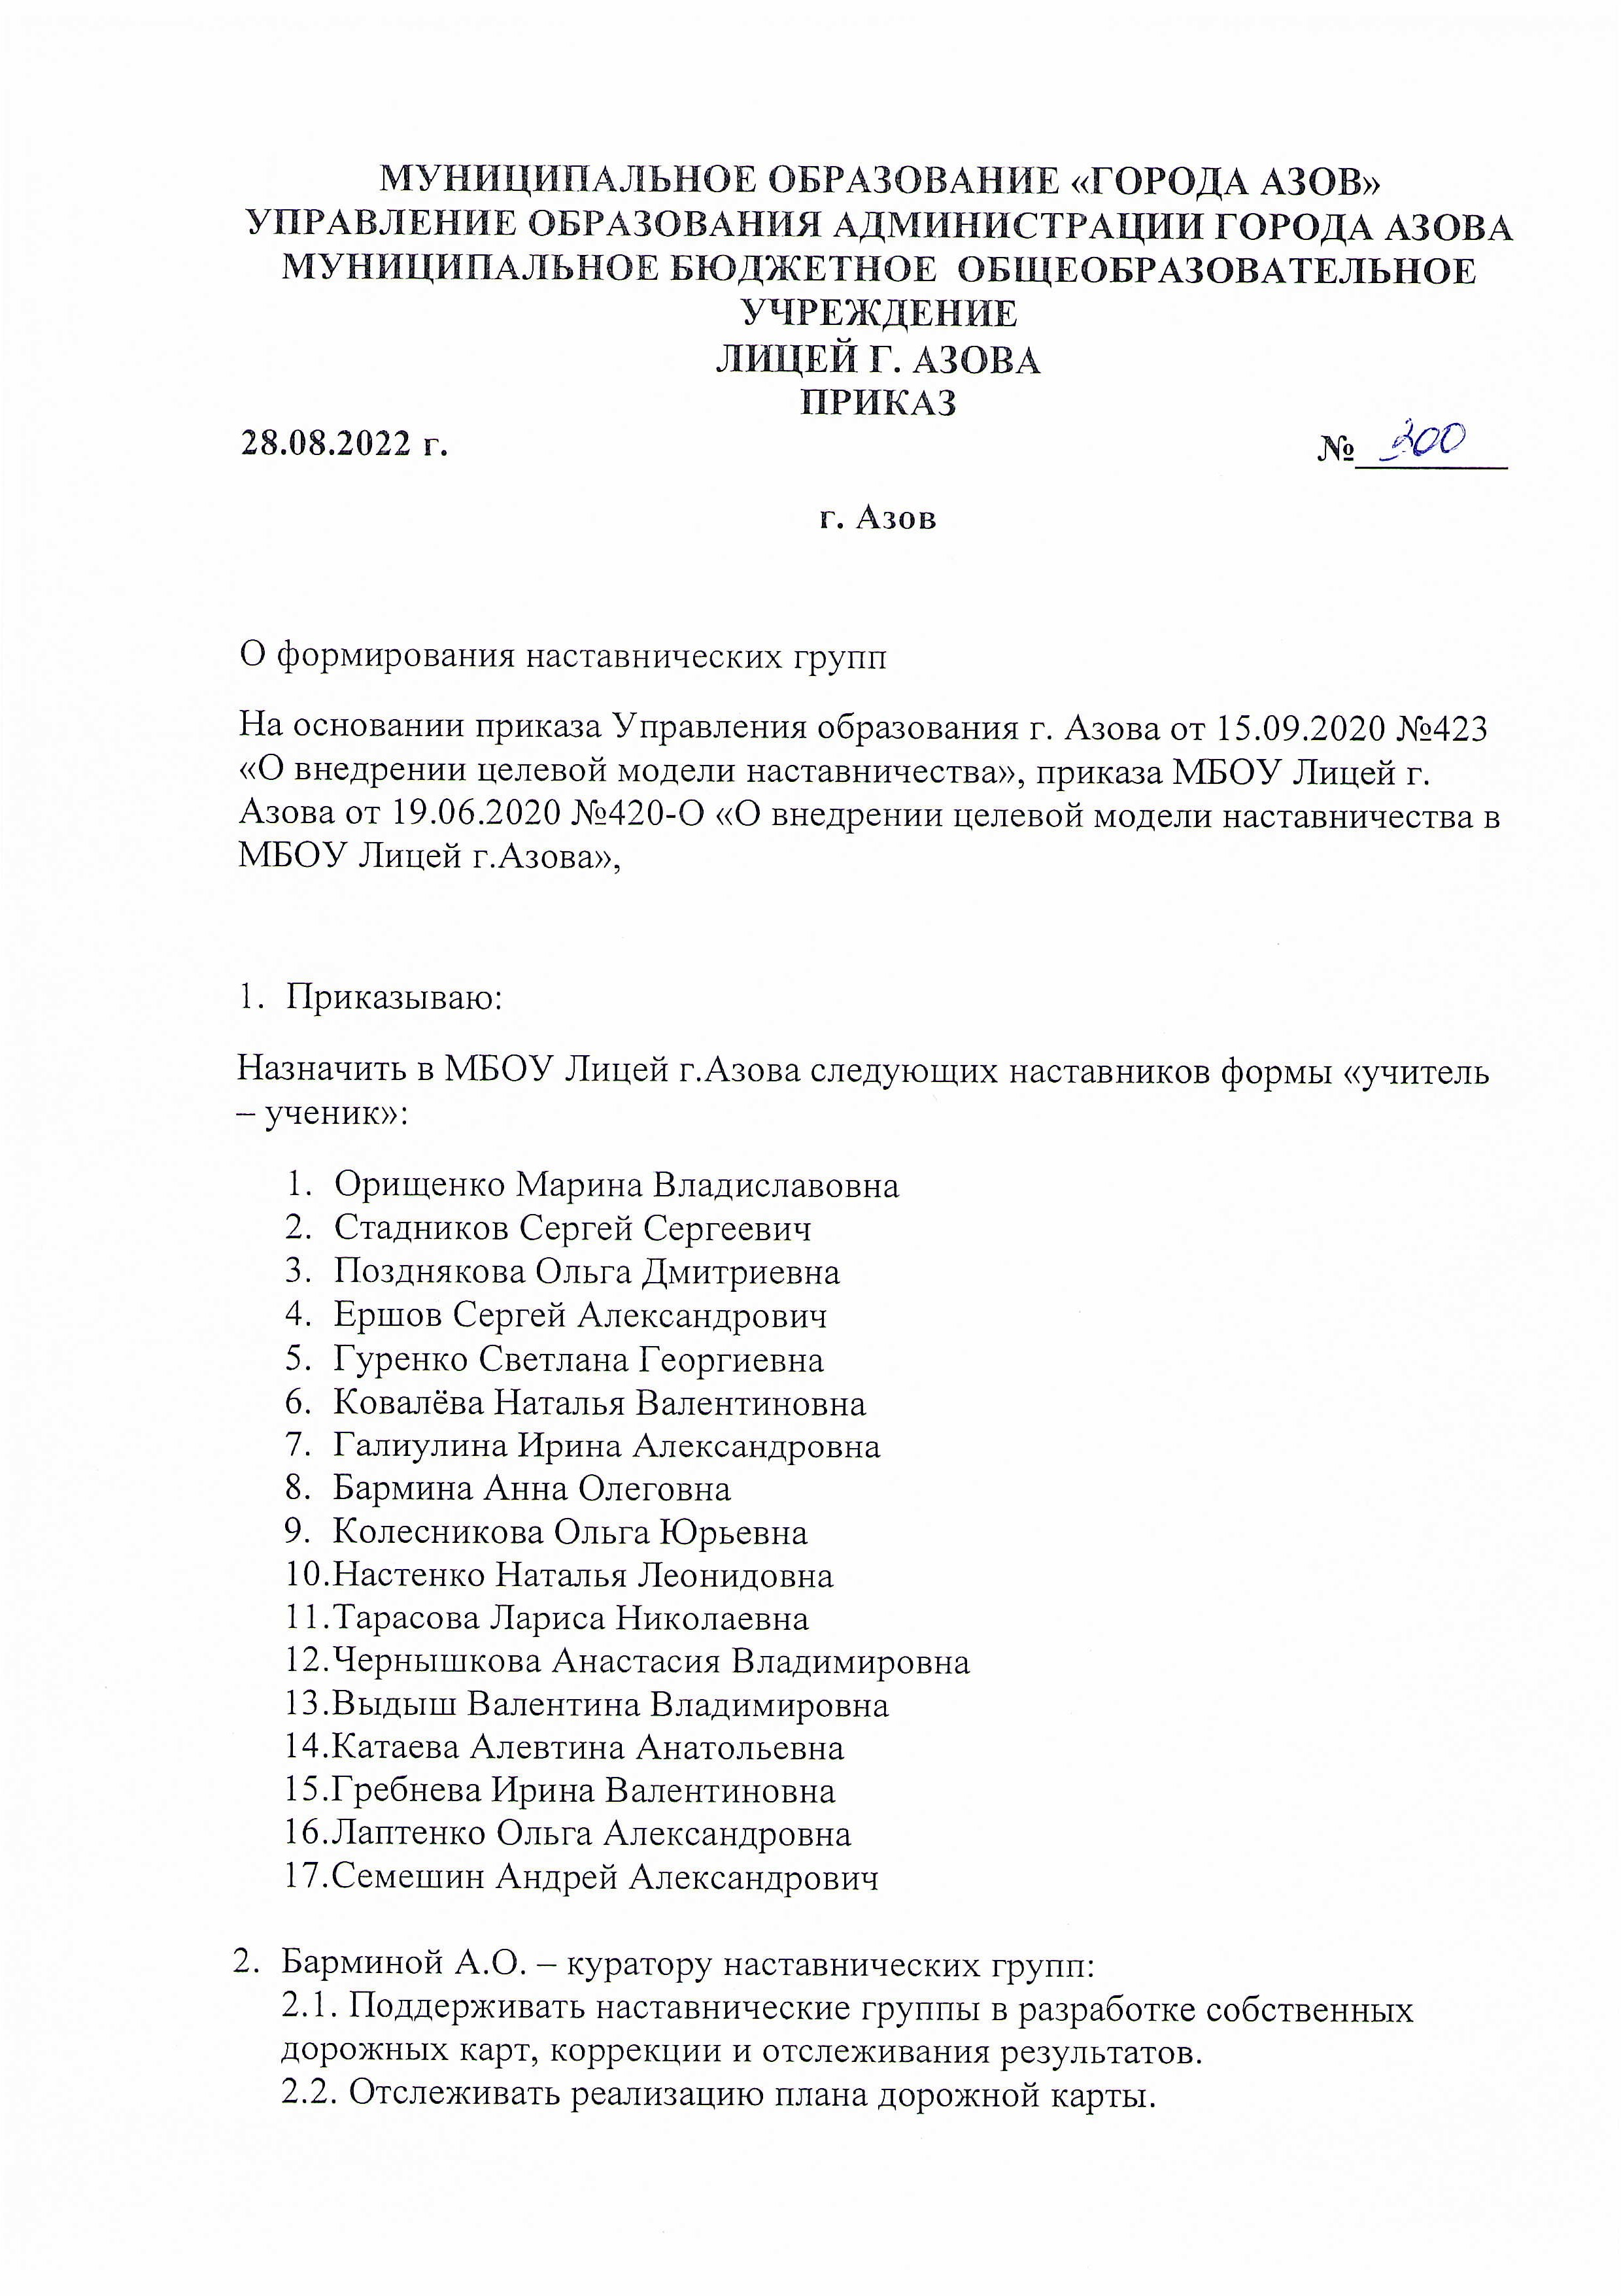 МУНИЦИПАЛЬНОЕ ОБРАЗОВАНИЕ «ГОРОДА АЗОВ»
УПРАВЛЕНИЕ ОБРАЗОВАНИЯ АДМИНИСТРАЦИИ ГОРОДА АЗОВА
МУНИЦИПАЛЬНОЕ БЮДЖЕТНОЕ ОБЩЕОБРАЗОВАТЕЛЬНОЕ
УЧРЕЖДЕНИЕ
ЛИЦЕЙ Г. АЗОВА
ПРИКАЗ
28.08.2022 г. №
г. Азов
О формирования наставнических групп
На основании приказа Управления образования г. Азова от 15.09.2020 №423
«О внедрении целевой модели наставничества», приказа МБОУ Лицей г.
Азова от 19.06.2020 №420-О «О внедрении целевой модели наставничества в
МБОУ Лицей г.Азова»,
1. Приказываю:
Назначить в МБОУ Лицей г.Азова следующих наставников формы «учитель
– ученик»:
1. Орищенко Марина Владиславовна
2. Стадников Сергей Сергеевич
3. Позднякова Ольга Дмитриевна
4. Ершов Сергей Александрович
5. Гуренко Светлана Георгиевна
6. Ковалёва Наталья Валентиновна
7. Галиулина Ирина Александровна
8. Бармина Анна Олеговна
9. Колесникова Ольга Юрьевна
10.Настенко Наталья Леонидовна
11.Тарасова Лариса Николаевна
12.Чернышкова Анастасия Владимировна
13.Выдыш Валентина Владимировна
14.Катаева Алевтина Анатольевна
15.Гребнева Ирина Валентиновна
16.Лаптенко Ольга Александровна
17.Семешин Андрей Александрович
2. Барминой А.О. – куратору наставнических групп:
2.1. Поддерживать наставнические группы в разработке собственных
дорожных карт, коррекции и отслеживания результатов.
2.2. Отслеживать реализацию плана дорожной карты.